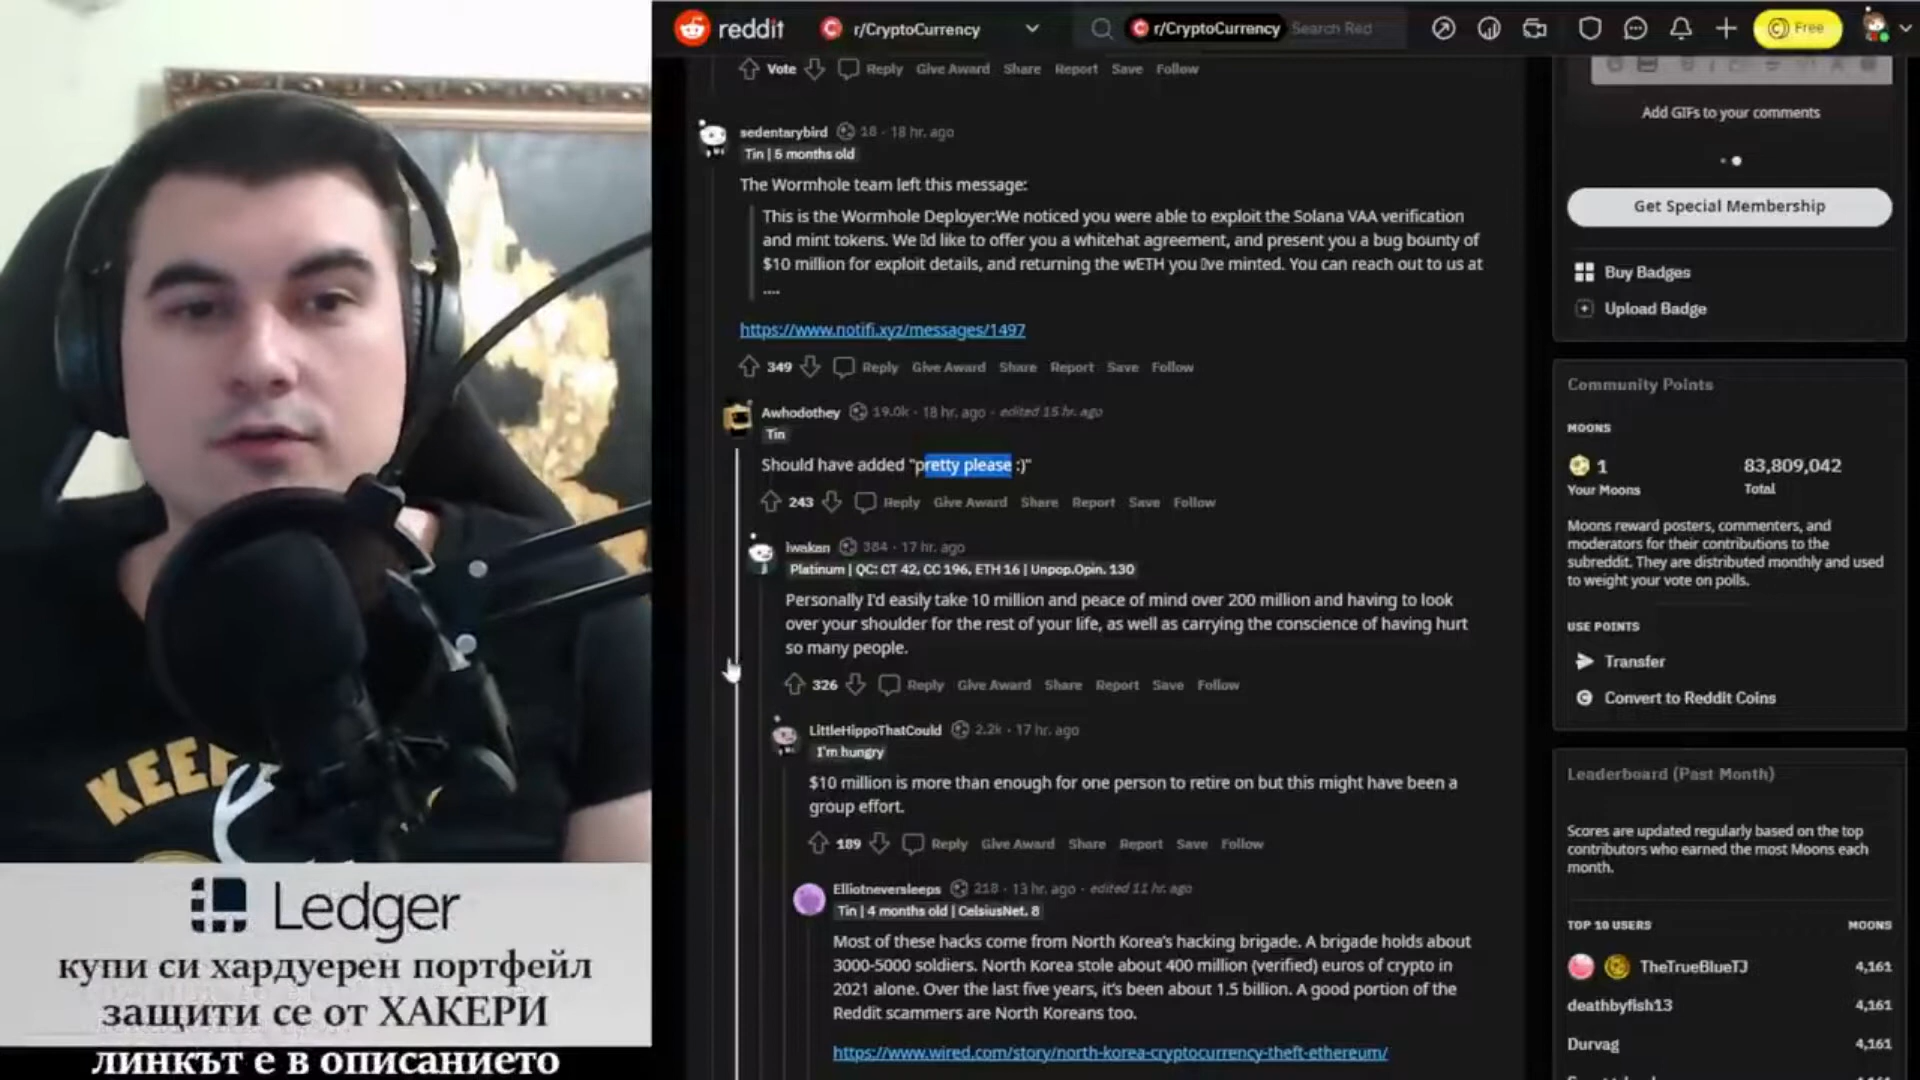 reddit
r/CryptoCurrency
r/CryptoCurrency Search Red
Free
Vote Reply Give Award Share Report Save Follow
sedentarybird 18 · 18 hr. ago
Tin | 5 months old
The Wormhole team left this message:
This is the Wormhole Deployer:We noticed you were able to exploit the Solana VAA verification
and mint tokens. We d like to offer you a whitehat agreement, and present you a bug bounty of
$10 million for exploit details, and returning the wETH you ve minted. You can reach out to us at
....
https://www.notifi.xyz/messages/1497
349 Reply Give Award Share Report Save Follow
Awhodothey 19.0k · 18 hr. ago · edited 15 hr. ago
Tin
Should have added "pretty please :)"
243 Reply Give Award Share Report Save Follow
lwakan 384 · 17 hr. ago
Platinum | QC: CT 42, CC 196, ETH 16 | Unpop.Opin. 130
Personally I'd easily take 10 million and peace of mind over 200 million and having to look
over your shoulder for the rest of your life, as well as carrying the conscience of having hurt
so many people.
326 Reply Give Award Share Report Save Follow
LittleHippoThatCould 2.2k · 17 hr. ago
I'm hungry
$10 million is more than enough for one person to retire on but this might have been a
group effort.
189 Reply Give Award Share Report Save Follow
Elliotneversleeps 218 · 13 hr. ago · edited 11 hr. ago
Tin | 4 months old | CelsiusNet. 8
Most of these hacks come from North Korea's hacking brigade. A brigade holds about
3000-5000 soldiers. North Korea stole about 400 million (verified) euros of crypto in
2021 alone. Over the last five years, it's been about 1.5 billion. A good portion of the
Reddit scammers are North Koreans too.
https://www.wired.com/story/north-korea-cryptocurrency-theft-ethereum/
Add GIFs to your comments
Get Special Membership
Buy Badges
Upload Badge
Community Points
MOONS
1 83,809,042
Your Moons Total
Moons reward posters, commenters, and
moderators for their contributions to the
subreddit. They are distributed monthly and used
to weight your vote on polls.
USE POINTS
Transfer
Convert to Reddit Coins
Leaderboard (Past Month)
Scores are updated regularly based on the top
contributors who earned the most Moons each
month.
TOP 10 USERS MOONS
TheTrueBlueTJ 4,161
deathbyfish13 4,161
Durvag 4,161
KEEP
Ledger
купи си хардуерен портфейл
защити се от ХАКЕРИ
линкът е в описанието